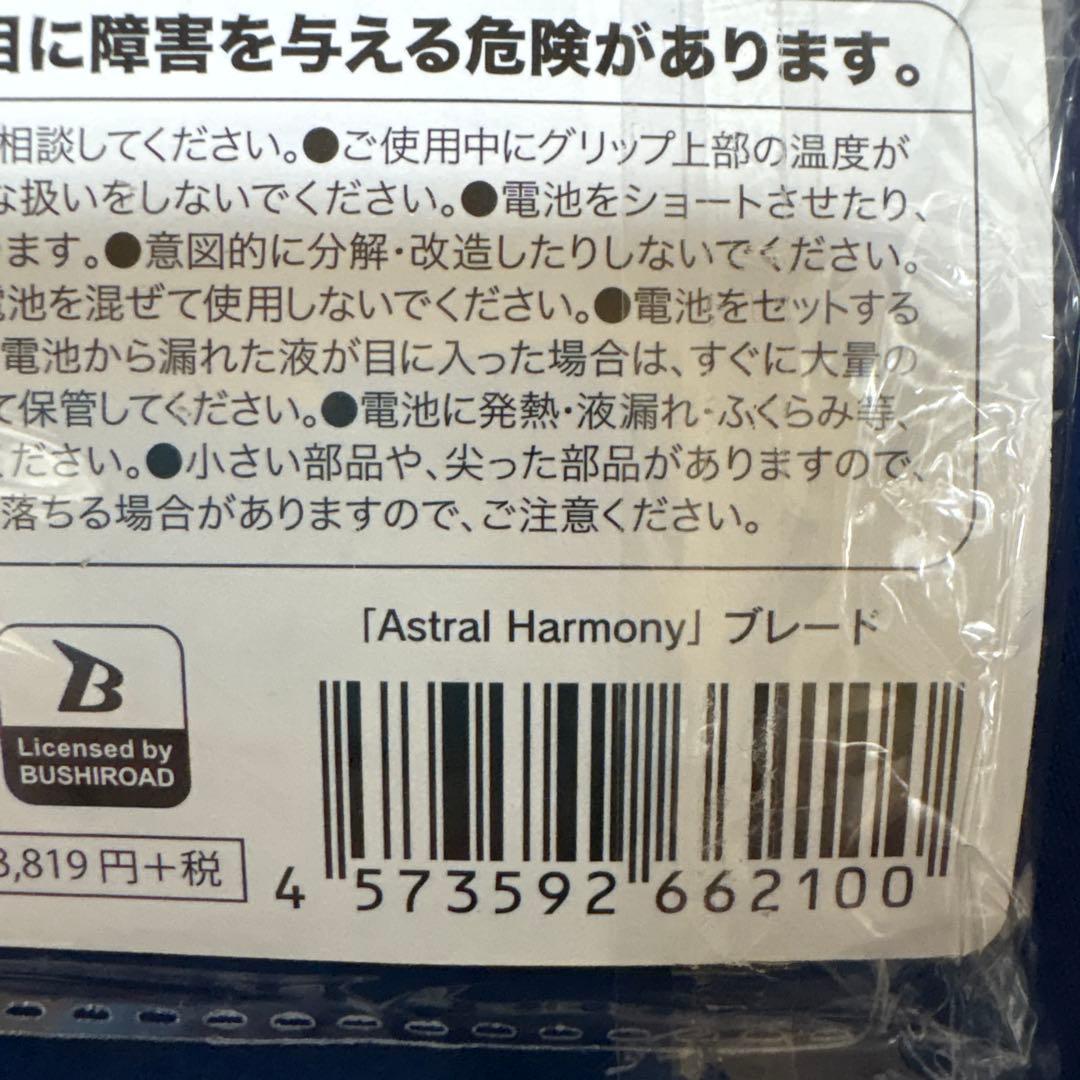 目に障害を与える危険があります。
相談してください。●ご使用中にグリップ上部の温度が
な扱いをしないでください。●電池をショートさせたり、
ます。●意図的に分解・改造したりしないでください。
電池を混ぜて使用しないでください。●電池をセットする
電池から漏れた液が目に入った場合は、すぐに大量の
て保管してください。●電池に発熱・液漏れ・ふくらみ等、
ください。●小さい部品や、尖った部品がありますので、
落ちる場合がありますので、ご注意ください。
「Astral Harmony」 ブレード
B
Licensed by
BUSHIROAD
3,819円+税
4 573592 662100